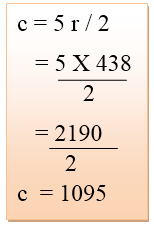 c = 5 r / 2
= 5 X 438
2
= 2190
2
c = 1095